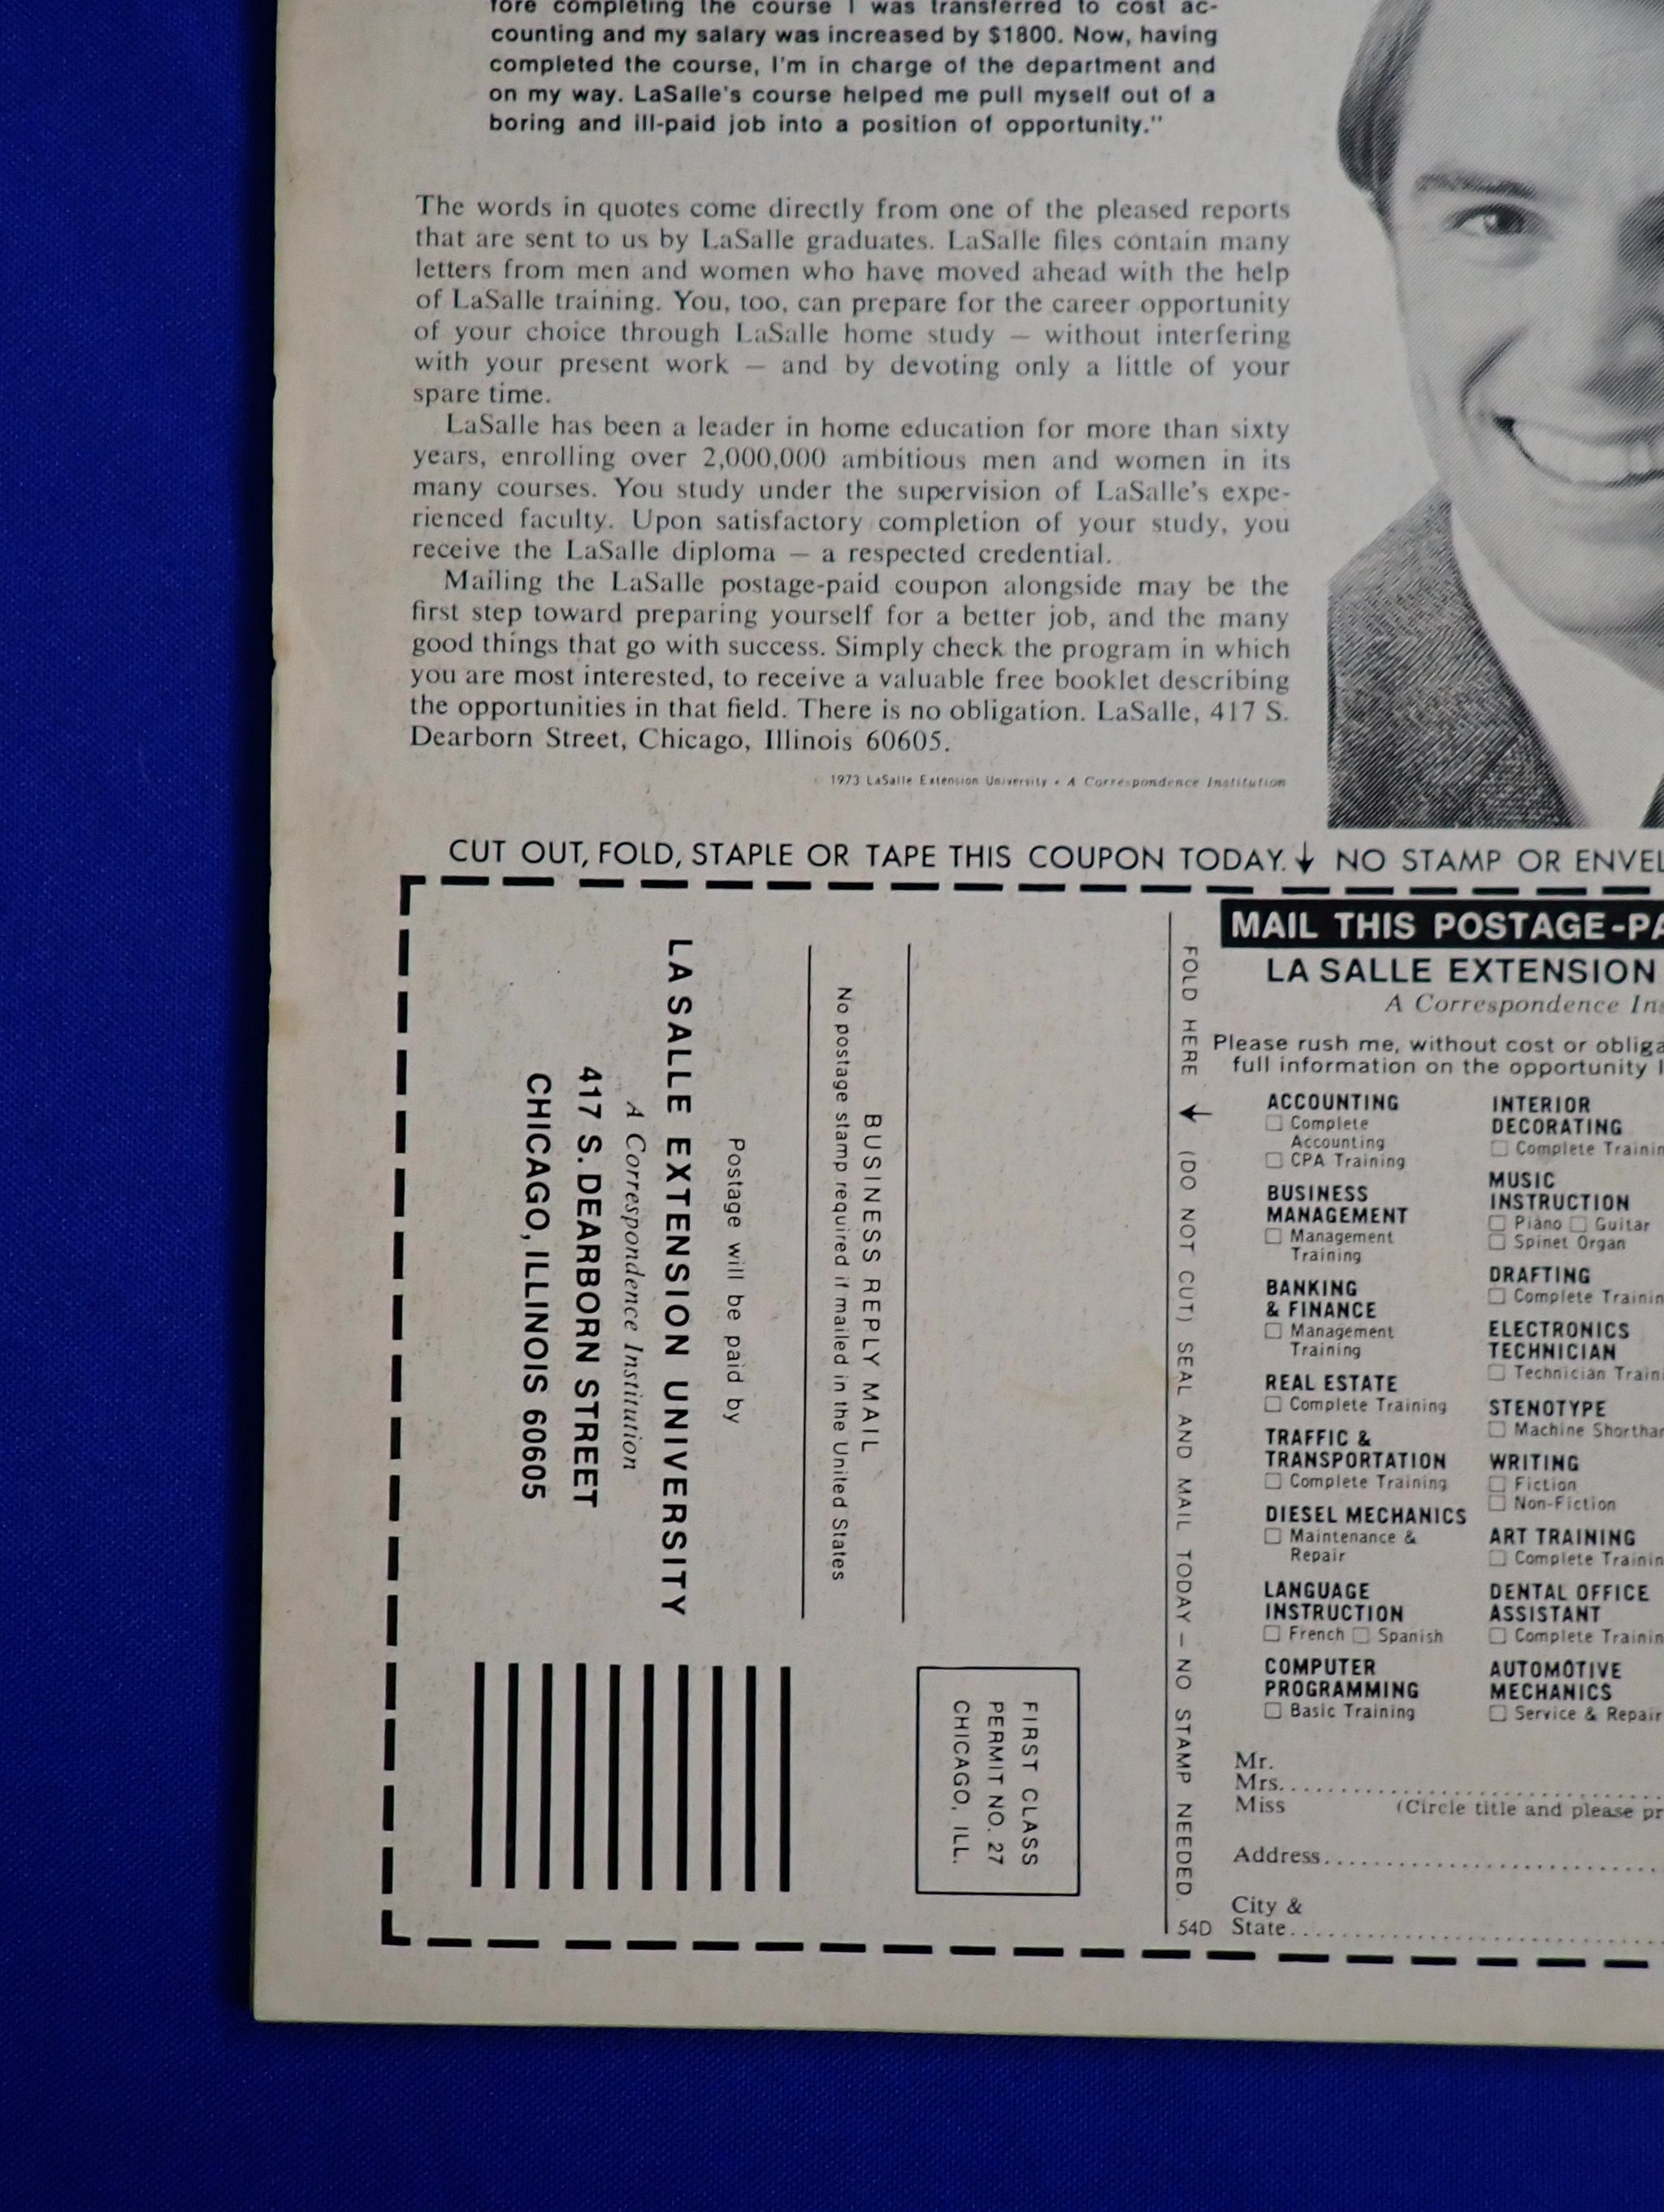 fore completing the course I was transferred to cost ac-
counting and my salary was increased by $1800. Now, having
completed the course, I'm in charge of the department and
on my way. LaSalle's course helped me pull myself out of a
boring and ill-paid job into a position of opportunity."
The words in quotes come directly from one of the pleased reports
that are sent to us by LaSalle graduates. LaSalle files contain many
letters from men and women who have moved ahead with the help
of LaSalle training. You, too, can prepare for the career opportunity
of your choice through LaSalle home study — without interfering
with your present work — and by devoting only a little of your
spare time.
LaSalle has been a leader in home education for more than sixty
years, enrolling over 2,000,000 ambitious men and women in its
many courses. You study under the supervision of LaSalle's expe-
rienced faculty. Upon satisfactory completion of your study, you
receive the LaSalle diploma — a respected credential.
Mailing the LaSalle postage-paid coupon alongside may be the
first step toward preparing yourself for a better job, and the many
good things that go with success. Simply check the program in which
you are most interested, to receive a valuable free booklet describing
the opportunities in that field. There is no obligation. LaSalle, 417 S.
Dearborn Street, Chicago, Illinois 60605.
© 1973 LaSalle Extension University • A Correspondence Institution
CUT OUT, FOLD, STAPLE OR TAPE THIS COUPON TODAY. NO STAMP OR ENVEL
FIRST CLASS
PERMIT NO. 27
CHICAGO, ILL.
BUSINESS REPLY MAIL
No postage stamp required if mailed in the United States
Postage will be paid by
LA SALLE EXTENSION UNIVERSITY
A Correspondence Institution
417 S. DEARBORN STREET
CHICAGO, ILLINOIS 60605
FOLD HERE (DO NOT CUT) SEAL AND MAIL TODAY — NO STAMP NEEDED.
MAIL THIS POSTAGE-PA
LA SALLE EXTENSION
A Correspondence Ins
Please rush me, without cost or obliga
full information on the opportunity
ACCOUNTING
Complete
Accounting
CPA Training
BUSINESS
MANAGEMENT
Management
Training
BANKING
& FINANCE
Management
Training
REAL ESTATE
Complete Training
TRAFFIC &
TRANSPORTATION
Complete Training
DIESEL MECHANICS
Maintenance &
Repair
LANGUAGE
INSTRUCTION
French Spanish
COMPUTER
PROGRAMMING
Basic Training
INTERIOR
DECORATING
Complete Trainin
MUSIC
INSTRUCTION
Piano Guitar
Spinet Organ
DRAFTING
Complete Trainin
ELECTRONICS
TECHNICIAN
Technician Train
STENOTYPE
Machine Shorthan
WRITING
Fiction
Non-Fiction
ART TRAINING
Complete Trainin
DENTAL OFFICE
ASSISTANT
Complete Trainin
AUTOMOTIVE
MECHANICS
Service & Repair
Mr.
Mrs.
Miss (Circle title and please pr
Address
City &
54D State